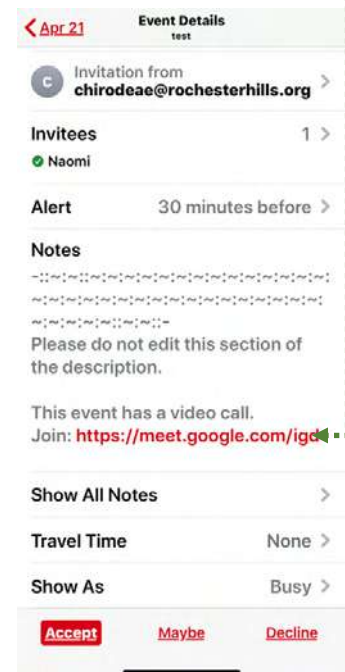 Apr 21
Event Details
test
C
Invitation from
chirodeae@rochesterhills.org
Invitees 1
Naomi
Alert 30 minutes before
Notes
-::~:~::~:~:~:~:~:~:~:~:~:~:~:~:~:~:~:
~:~:~:~:~:~:~:~:~:~:~:~:~:~:~:~:~:
~:~:~:~:~::~:~::-
Please do not edit this section of
the description.
This event has a video call.
Join: https://meet.google.com/igd
Show All Notes
Travel Time None
Show As Busy
Accept Maybe Decline